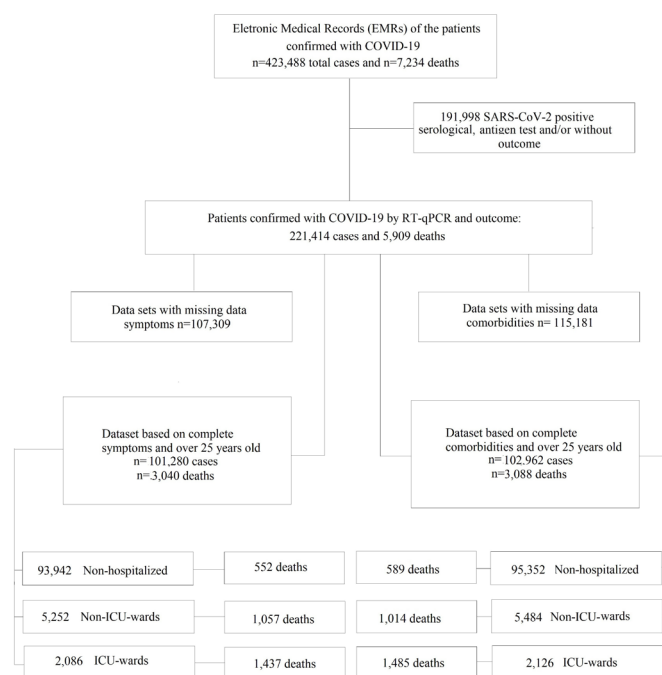 Eletronic Medical Records (EMRs) of the patients
confirmed with COVID-19
n=423,488 total cases and n=7,234 deaths
191,998 SARS-CoV-2 positive
serological, antigen test and/or without
outcome
Patients confirmed with COVID-19 by RT-qPCR and outcome:
221,414 cases and 5,909 deaths
Data sets with missing data
symptoms n=107,309
Data sets with missing data
comorbidities n= 115,181
Dataset based on complete
symptoms and over 25 years old
n= 101,280 cases
n= 3,040 deaths
Dataset based on complete
comorbidities and over 25 years old
n= 102,962 cases
n=3,088 deaths
93,942 Non-hospitalized
552 deaths
589 deaths
95,352 Non-hospitalized
5,252 Non-ICU-wards
1,057 deaths
1,014 deaths
5,484 Non-ICU-wards
2,086 ICU-wards
1,437 deaths
1,485 deaths
2,126 ICU-wards